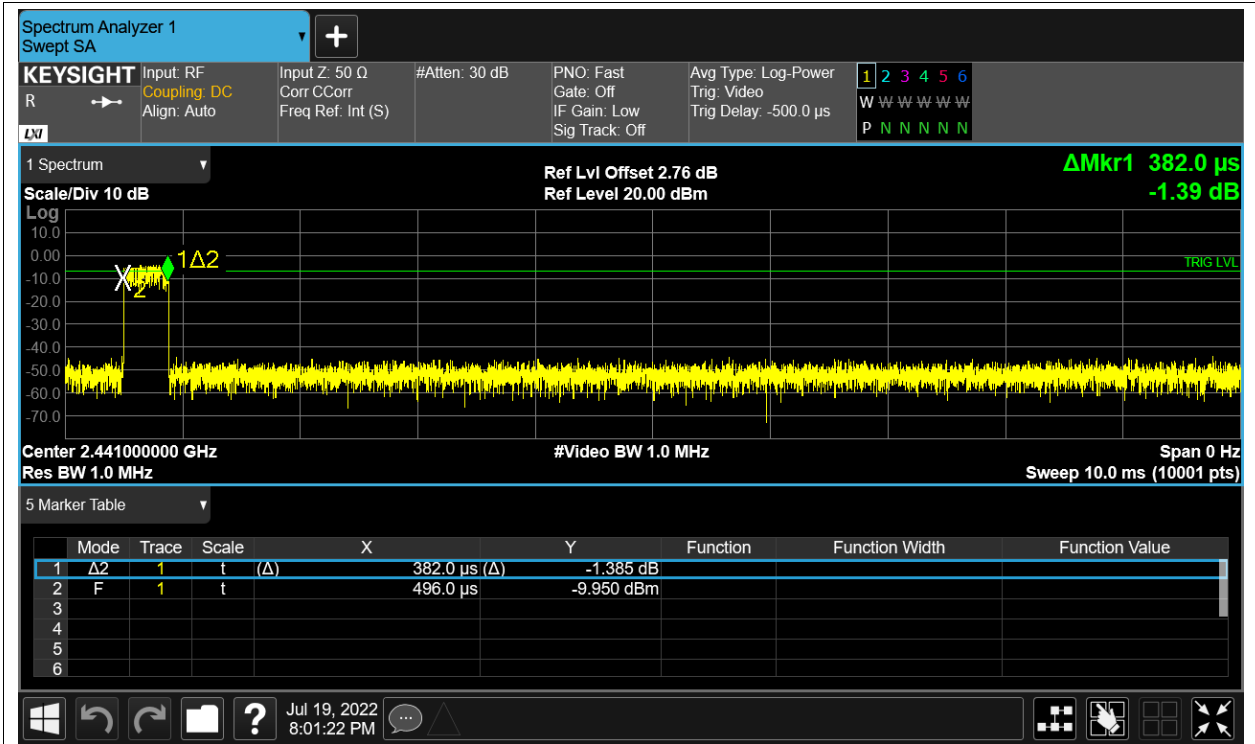 Spectrum Analyzer 1
Swept SA
KEYSIGHT Input: RF Input Z: 50 Ω #Atten: 30 dB PNO: Fast Avg Type: Log-Power 1 2 3 4 5 6
R Coupling: DC Corr CCorr Gate: Off Trig: Video W W W W W W
Align: Auto Freq Ref: Int (S) IF Gain: Low Trig Delay: -500.0 µs
LXI Sig Track: Off P N N N N N
1 Spectrum Ref Lvl Offset 2.76 dB ΔMkr1 382.0 µs
Scale/Div 10 dB Ref Level 20.00 dBm -1.39 dB
Log
10.0
0.00 1Δ2 TRIG LVL
-10.0 X 2
-20.0
-30.0
-40.0
-50.0
-60.0
-70.0
Center 2.441000000 GHz #Video BW 1.0 MHz Span 0 Hz
Res BW 1.0 MHz Sweep 10.0 ms (10001 pts)
5 Marker Table
Mode Trace Scale X Y Function Function Width Function Value
1 Δ2 1 t (Δ) 382.0 µs (Δ) -1.385 dB
2 F 1 t 496.0 µs -9.950 dBm
3
4
5
6
? Jul 19, 2022
8:01:22 PM